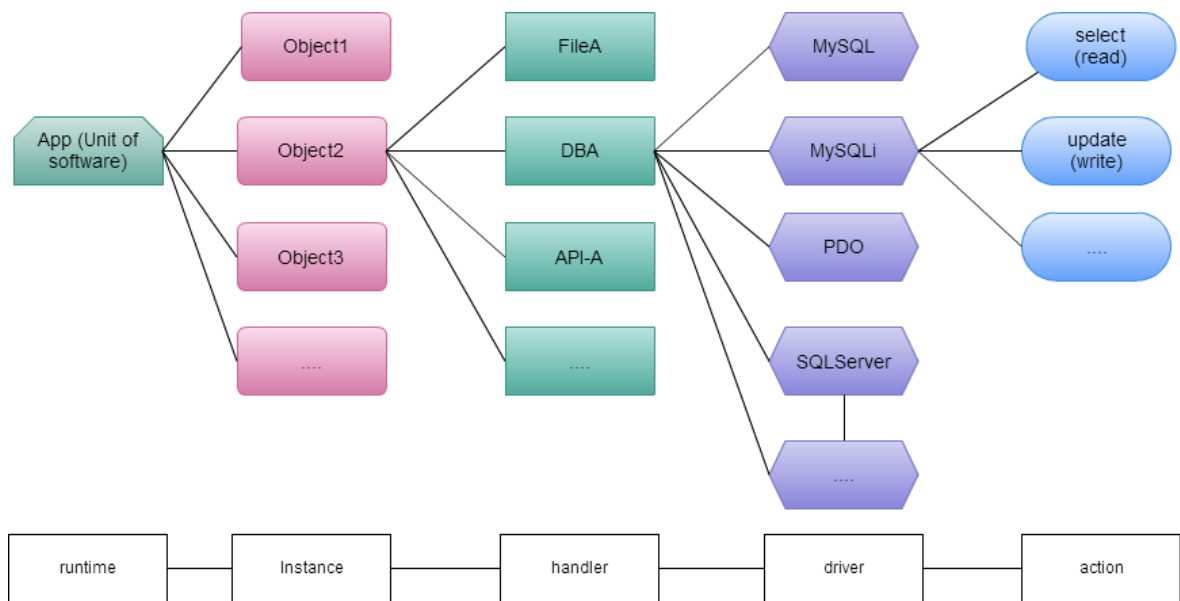 App (Unit of
software)
Object1
Object2
Object3
....
FileA
DBA
API-A
....
MySQL
MySQLi
PDO
SQLServer
....
select
(read)
update
(write)
....
runtime
Instance
handler
driver
action